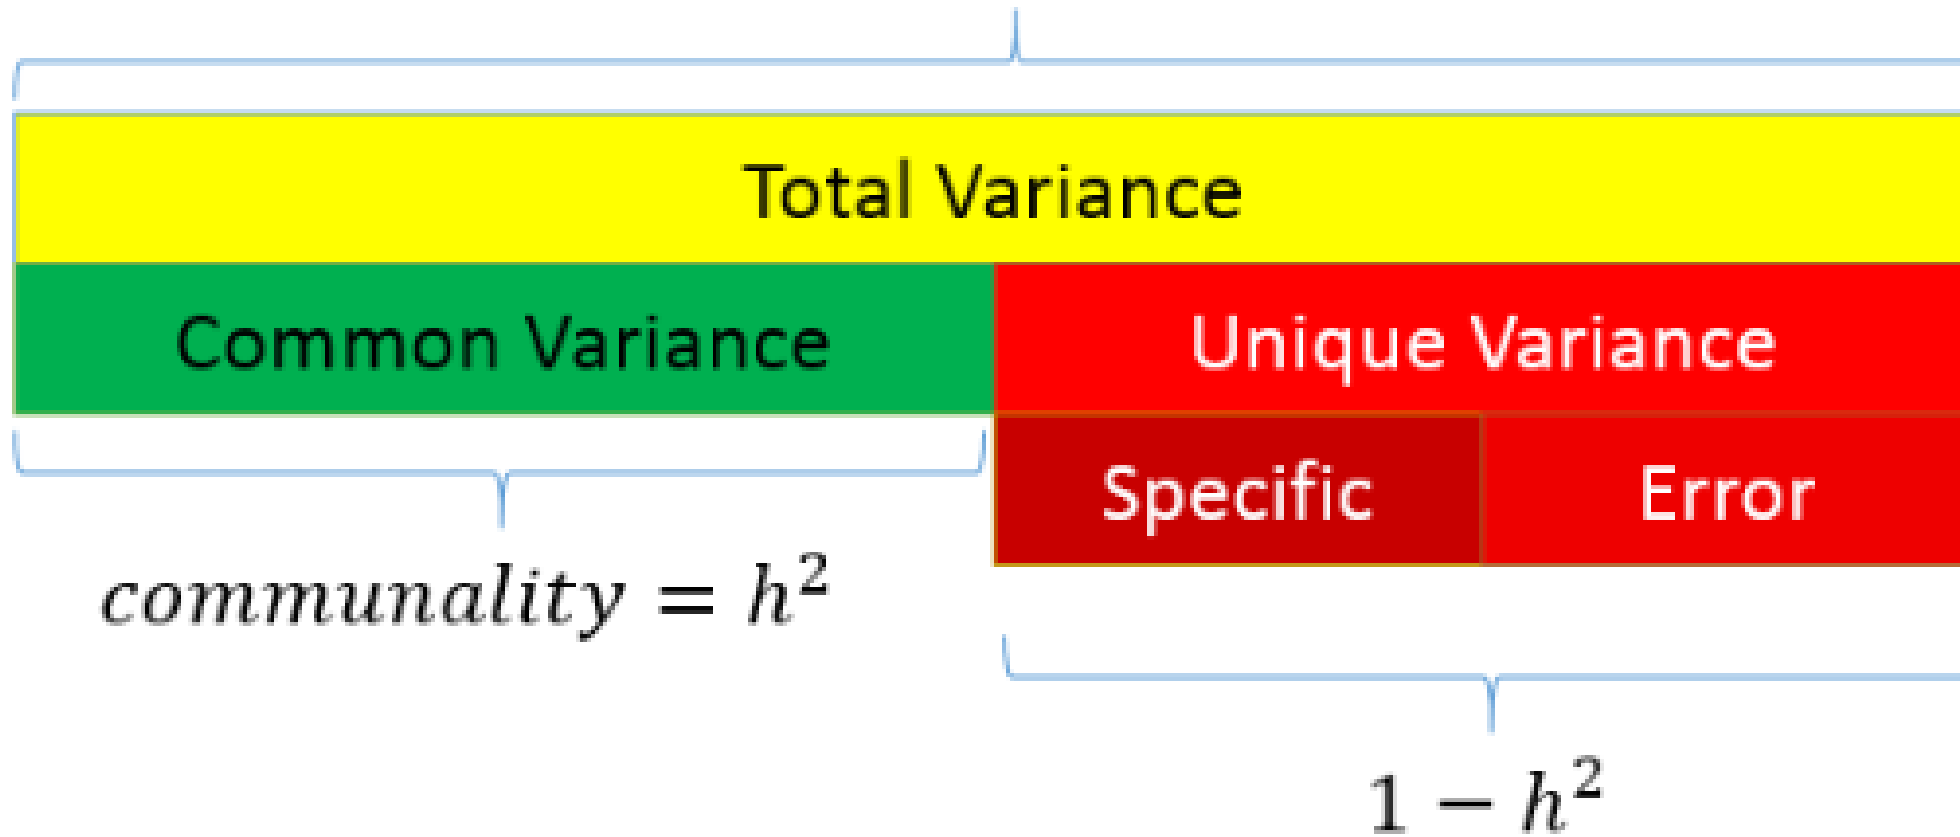 Total Variance
Common Variance
Unique Variance
Specific
Error
communality = h²
1 − h²